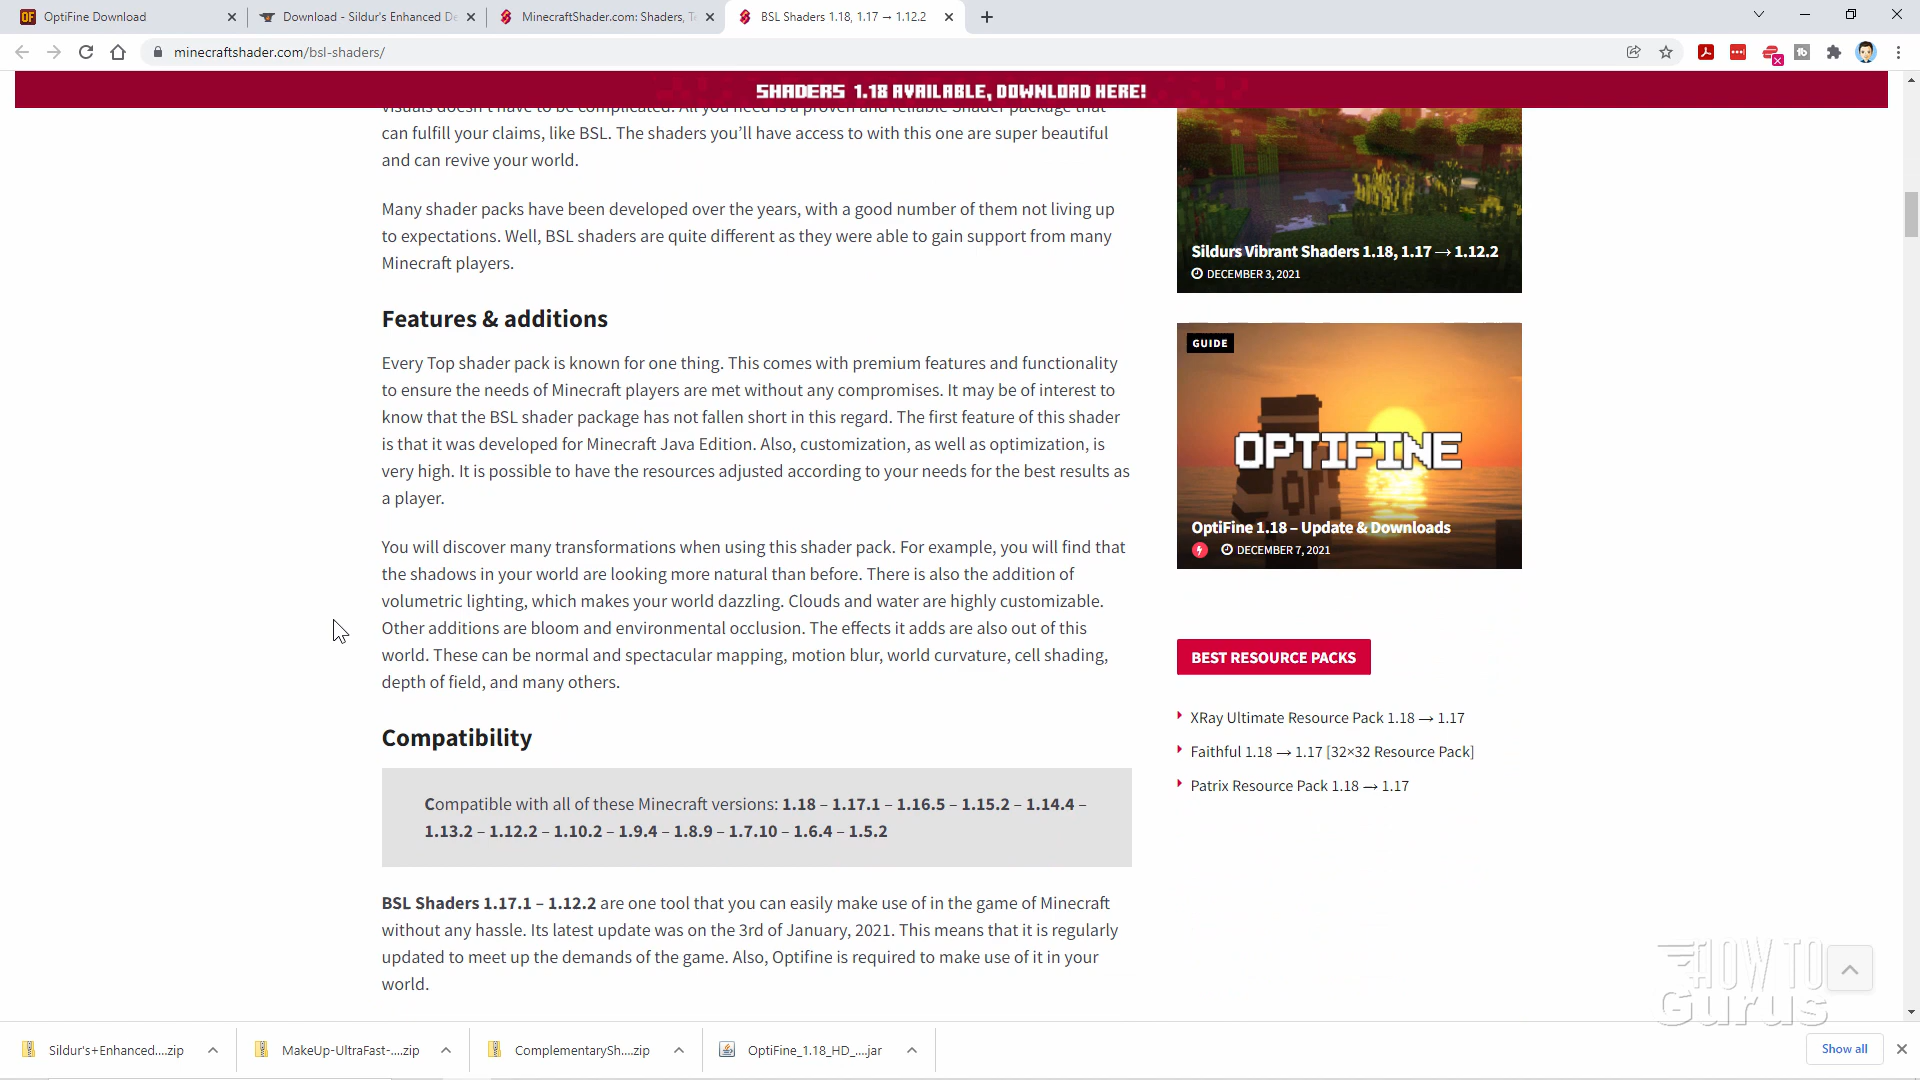 OptiFine Download
Download - Sildur's Enhanced De
MinecraftShader.com: Shaders, Te
BSL Shaders 1.18, 1.17 → 1.12.2
minecraftshader.com/bsl-shaders/
SHADERS 1.18 AVAILABLE, DOWNLOAD HERE!
visuals doesn't have to be complicated. All you need is a proven and reliable Shader package that
can fulfill your claims, like BSL. The shaders you’ll have access to with this one are super beautiful
and can revive your world.
Many shader packs have been developed over the years, with a good number of them not living up
to expectations. Well, BSL shaders are quite different as they were able to gain support from many
Minecraft players.
Features & additions
Every Top shader pack is known for one thing. This comes with premium features and functionality
to ensure the needs of Minecraft players are met without any compromises. It may be of interest to
know that the BSL shader package has not fallen short in this regard. The first feature of this shader
is that it was developed for Minecraft Java Edition. Also, customization, as well as optimization, is
very high. It is possible to have the resources adjusted according to your needs for the best results as
a player.
You will discover many transformations when using this shader pack. For example, you will find that
the shadows in your world are looking more natural than before. There is also the addition of
volumetric lighting, which makes your world dazzling. Clouds and water are highly customizable.
Other additions are bloom and environmental occlusion. The effects it adds are also out of this
world. These can be normal and spectacular mapping, motion blur, world curvature, cell shading,
depth of field, and many others.
Compatibility
Compatible with all of these Minecraft versions: 1.18 – 1.17.1 – 1.16.5 – 1.15.2 – 1.14.4 –
1.13.2 – 1.12.2 – 1.10.2 – 1.9.4 – 1.8.9 – 1.7.10 – 1.6.4 – 1.5.2
BSL Shaders 1.17.1 – 1.12.2 are one tool that you can easily make use of in the game of Minecraft
without any hassle. Its latest update was on the 3rd of January, 2021. This means that it is regularly
updated to meet up the demands of the game. Also, Optifine is required to make use of it in your
world.
Sildurs Vibrant Shaders 1.18, 1.17 → 1.12.2
DECEMBER 3, 2021
GUIDE
OPTIFINE
OptiFine 1.18 – Update & Downloads
DECEMBER 7, 2021
BEST RESOURCE PACKS
XRay Ultimate Resource Pack 1.18 → 1.17
Faithful 1.18 → 1.17 [32×32 Resource Pack]
Patrix Resource Pack 1.18 → 1.17
HOW TO
Gurus
Sildur's+Enhanced....zip
MakeUp-UltraFast-....zip
ComplementarySh....zip
OptiFine_1.18_HD_....jar
Show all